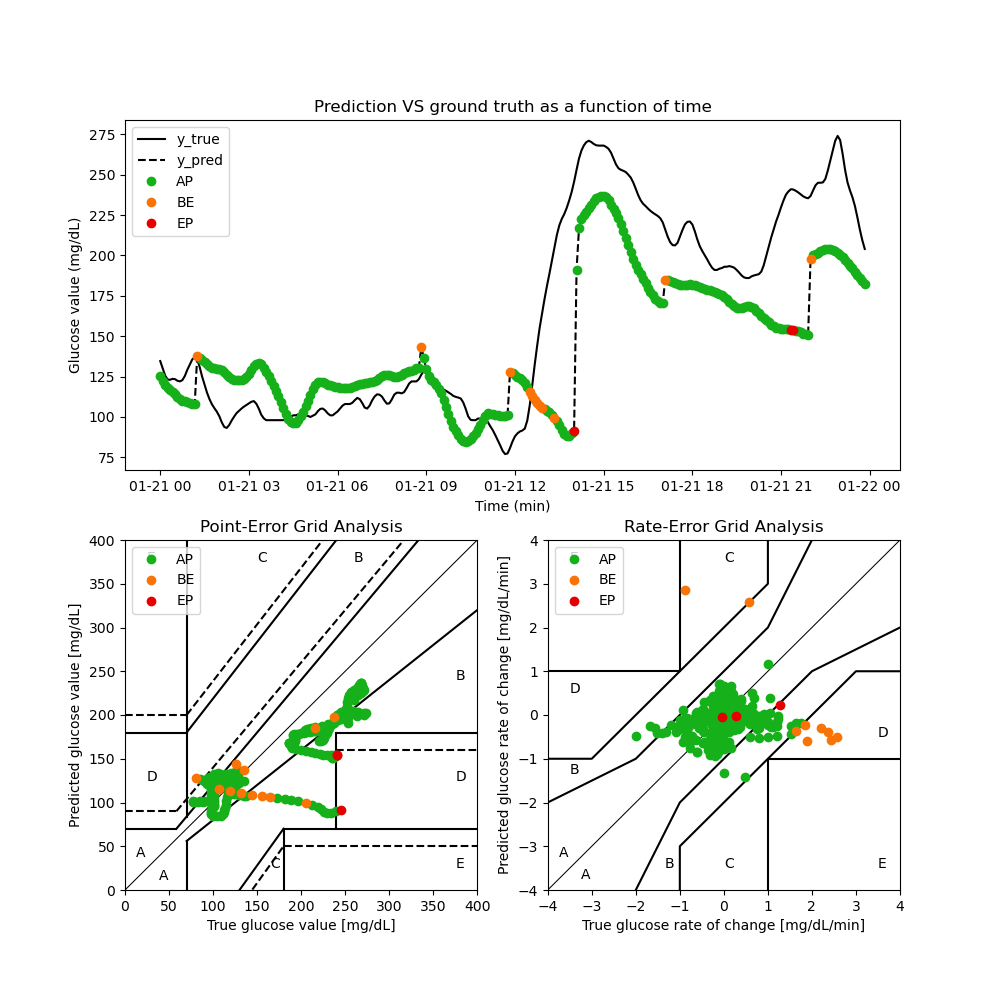 Prediction VS ground truth as a function of time
Glucose value (mg/dL)
275
250
225
200
175
150
125
100
75
y_true
y_pred
AP
BE
EP
01-21 00
01-21 03
01-21 06
01-21 09
01-21 12
01-21 15
01-21 18
01-21 21
01-22 00
Time (min)
Point-Error Grid Analysis
Predicted glucose value [mg/dL]
400
350
300
250
200
150
100
50
0
AP
BE
EP
C
B
B
D
D
A
A
C
E
0
50
100
150
200
250
300
350
400
True glucose value [mg/dL]
Rate-Error Grid Analysis
Predicted glucose rate of change [mg/dL/min]
4
3
2
1
0
−1
−2
−3
−4
AP
BE
EP
C
D
D
B
A
A
B
C
E
−4
−3
−2
−1
0
1
2
3
4
True glucose rate of change [mg/dL/min]